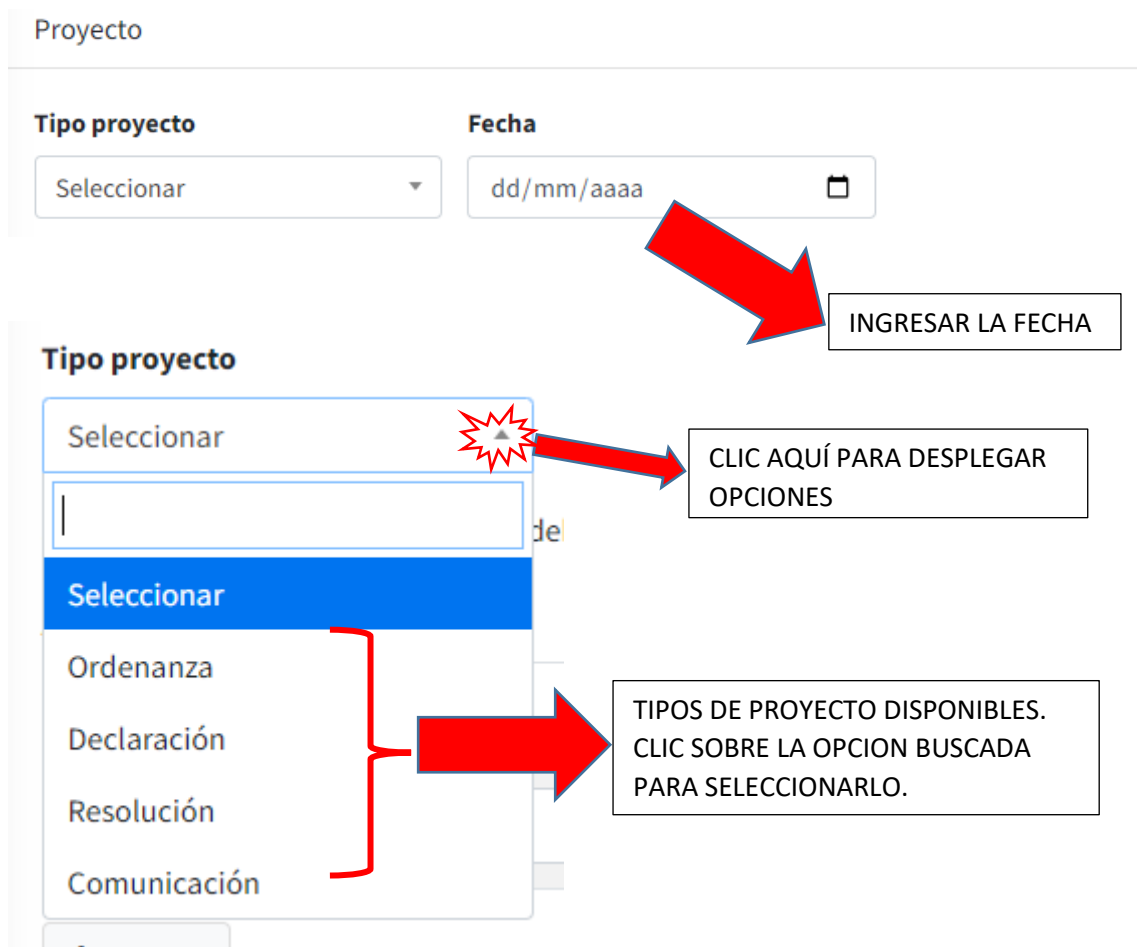 Proyecto
Tipo proyecto
Fecha
Seleccionar
dd/mm/aaaa
INGRESAR LA FECHA
Tipo proyecto
Seleccionar
CLIC AQUÍ PARA DESPLEGAR
OPCIONES
del
Seleccionar
Ordenanza
Declaración
Resolución
Comunicación
TIPOS DE PROYECTO DISPONIBLES.
CLIC SOBRE LA OPCION BUSCADA
PARA SELECCIONARLO.